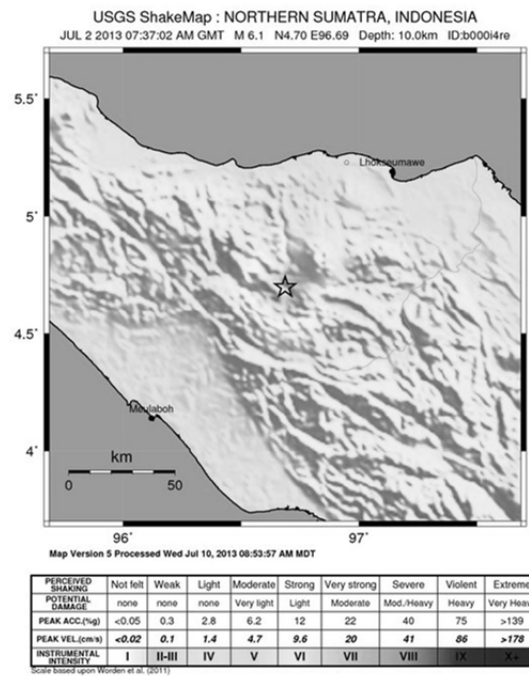 USGS ShakeMap : NORTHERN SUMATRA, INDONESIA
JUL 2 2013 07:37:02 AM GMT M 6.1 N4.70 E96.69 Depth: 10.0km ID:b000i4re
5.5°
Lhokseumawe
5°
4.5°
Meulaboh
4°
km
0 50
96° 97°
Map Version 5 Processed Wed Jul 10, 2013 08:53:57 AM MDT
PERCEIVED SHAKING Not felt Weak Light Moderate Strong Very strong Severe Violent Extreme
POTENTIAL DAMAGE none none none Very light Light Moderate Mod./Heavy Heavy Very Heav
PEAK ACC.(%g) <0.05 0.3 2.8 6.2 12 22 40 75 >139
PEAK VEL.(cm/s) <0.02 0.1 1.4 4.7 9.6 20 41 86 >178
INSTRUMENTAL INTENSITY I II-III IV V VI VII VIII IX X+
Scale based upon Worden et al. (2011)